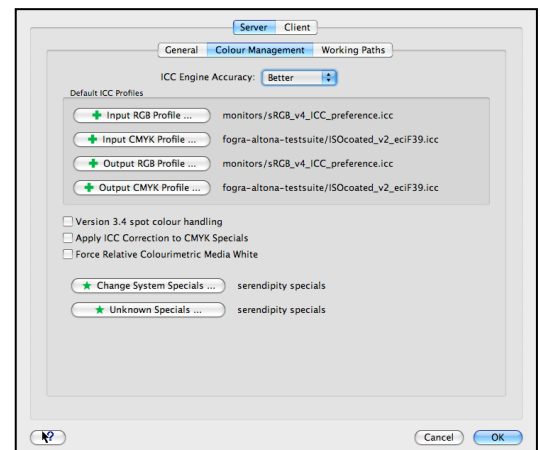 Server Client
General Colour Management Working Paths
ICC Engine Accuracy: Better
Default ICC Profiles
Input RGB Profile ... monitors/sRGB_v4_ICC_preference.icc
Input CMYK Profile ... fogra-altona-testsuite/ISOcoated_v2_eciF39.icc
Output RGB Profile ... monitors/sRGB_v4_ICC_preference.icc
Output CMYK Profile ... fogra-altona-testsuite/ISOcoated_v2_eciF39.icc
Version 3.4 spot colour handling
Apply ICC Correction to CMYK Specials
Force Relative Colourimetric Media White
Change System Specials ... serendipity specials
Unknown Specials ... serendipity specials
? Cancel OK